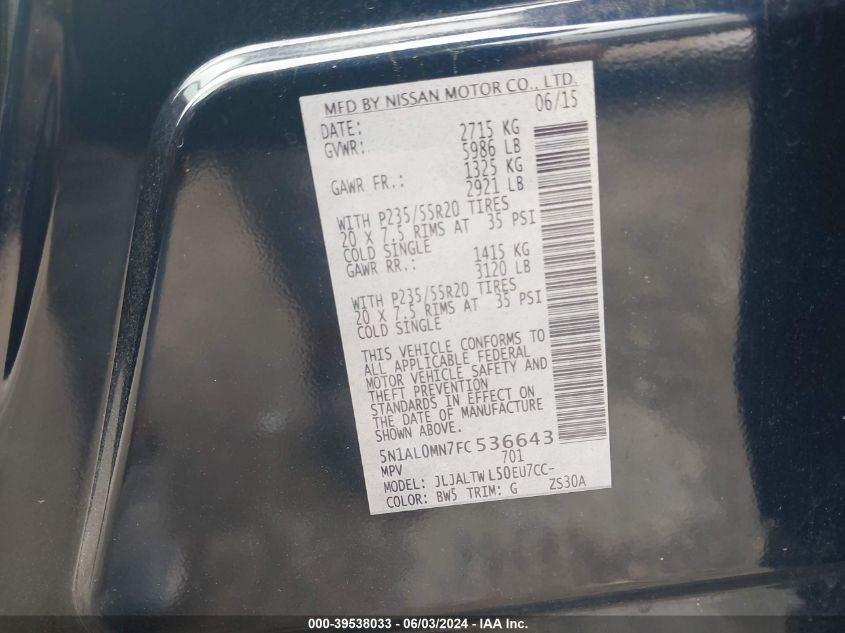 MFD BY NISSAN MOTOR CO., LTD.
DATE: 06/15
GVWR: 2715 KG
5986 LB
GAWR FR.: 1325 KG
2921 LB
WITH P235/55R20 TIRES
20 X 7.5 RIMS AT 35 PSI
COLD SINGLE
GAWR RR.: 1415 KG
3120 LB
WITH P235/55R20 TIRES
20 X 7.5 RIMS AT 35 PSI
COLD SINGLE
THIS VEHICLE CONFORMS TO
ALL APPLICABLE FEDERAL
MOTOR VEHICLE SAFETY AND
THEFT PREVENTION
STANDARDS IN EFFECT ON
THE DATE OF MANUFACTURE
SHOWN ABOVE.
5N1AL0MN7FC536643
MPV 701
MODEL: JLJALTWL50EU7CC-
COLOR: BW5 TRIM: G ZS30A
000-39538033 - 06/03/2024 - IAA Inc.